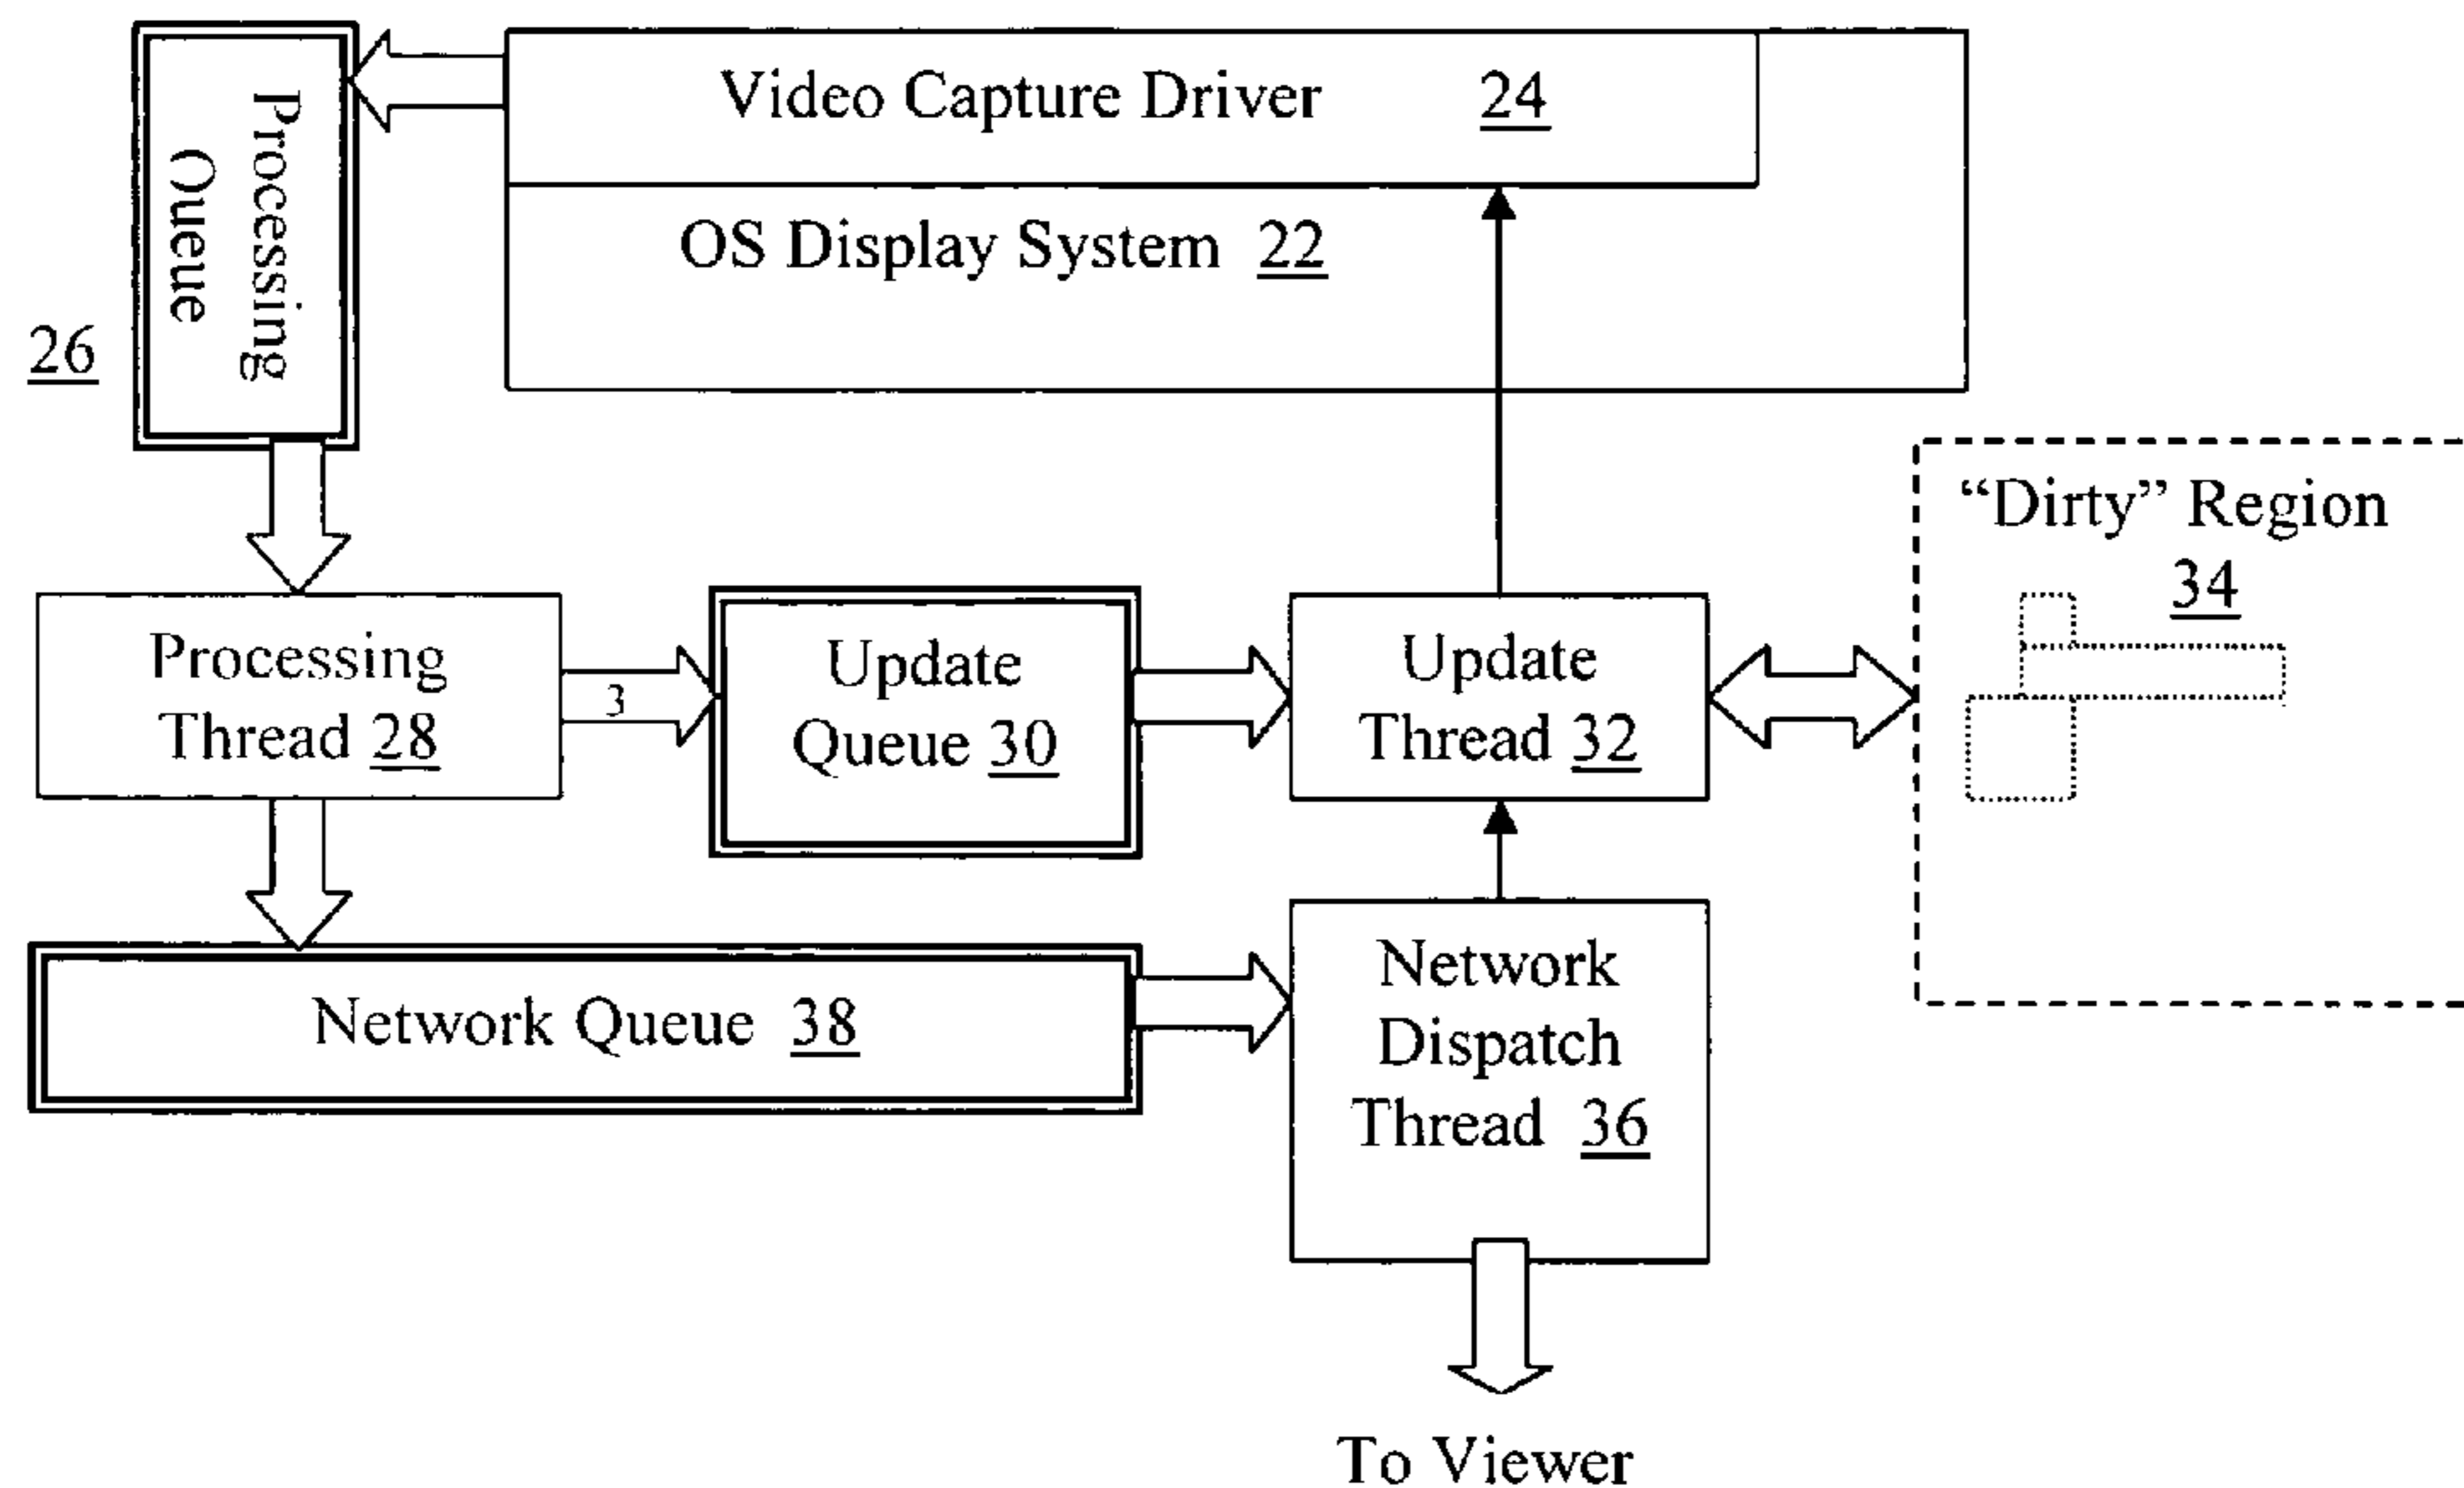 Video Capture Driver 24
OS Display System 22
Processing
Queue
26
"Dirty" Region
34
Processing
Thread 28
3
Update
Queue 30
Update
Thread 32
Network Queue 38
Network
Dispatch
Thread 36
To Viewer